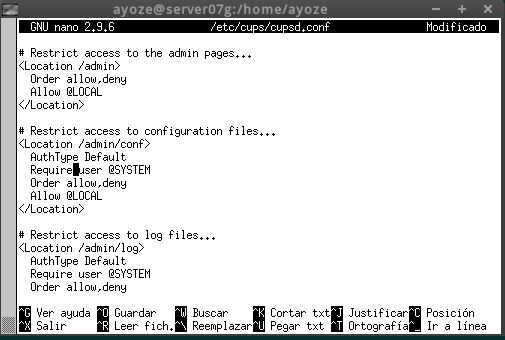 ayoze@server07g:/home/ayoze
GNU nano 2.9.6 /etc/cups/cupsd.conf Modificado
# Restrict access to the admin pages...
<Location /admin>
  Order allow,deny
  Allow @LOCAL
</Location>
# Restrict access to configuration files...
<Location /admin/conf>
  AuthType Default
  Require user @SYSTEM
  Order allow,deny
  Allow @LOCAL
</Location>
# Restrict access to log files...
<Location /admin/log>
  AuthType Default
  Require user @SYSTEM
  Order allow,deny
^G Ver ayuda ^O Guardar ^W Buscar ^K Cortar txt ^J Justificar ^C Posición
^X Salir ^R Leer fich. ^\ Reemplazar ^U Pegar txt ^T Ortografía ^_ Ir a línea